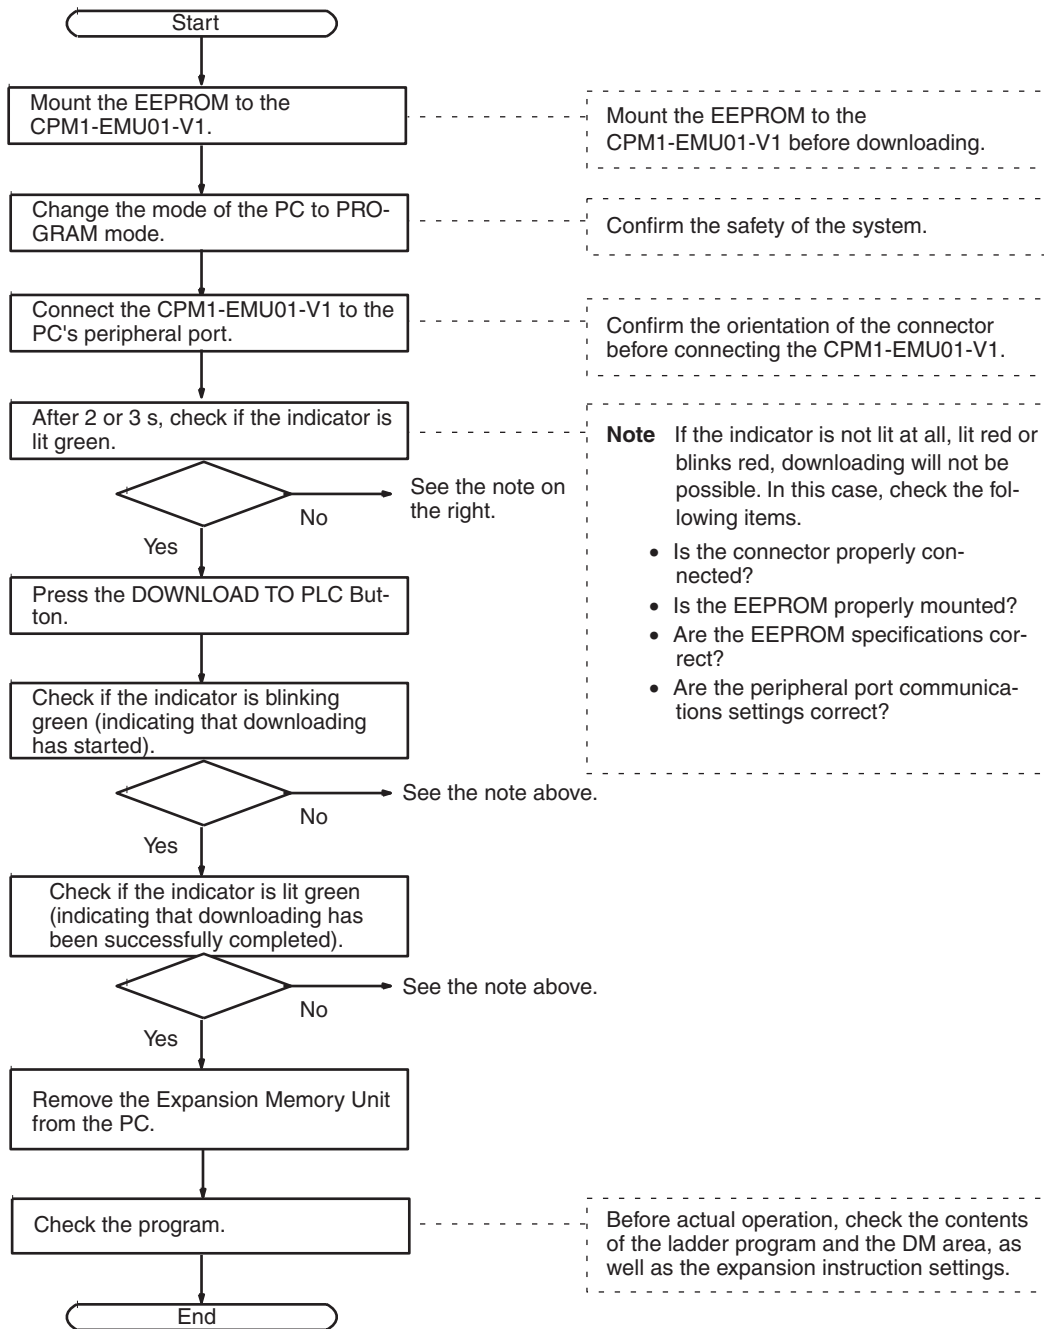 Start
Mount the EEPROM to the
CPM1-EMU01-V1.
Mount the EEPROM to the
CPM1-EMU01-V1 before downloading.
Change the mode of the PC to PRO-
GRAM mode.
Confirm the safety of the system.
Connect the CPM1-EMU01-V1 to the
PC's peripheral port.
Confirm the orientation of the connector
before connecting the CPM1-EMU01-V1.
After 2 or 3 s, check if the indicator is
lit green.
No
See the note on
the right.
Yes
Note If the indicator is not lit at all, lit red or
blinks red, downloading will not be
possible. In this case, check the fol-
lowing items.
• Is the connector properly con-
nected?
• Is the EEPROM properly mounted?
• Are the EEPROM specifications cor-
rect?
• Are the peripheral port communica-
tions settings correct?
Press the DOWNLOAD TO PLC But-
ton.
Check if the indicator is blinking
green (indicating that downloading
has started).
No
See the note above.
Yes
Check if the indicator is lit green
(indicating that downloading has
been successfully completed).
No
See the note above.
Yes
Remove the Expansion Memory Unit
from the PC.
Check the program.
Before actual operation, check the contents
of the ladder program and the DM area, as
well as the expansion instruction settings.
End